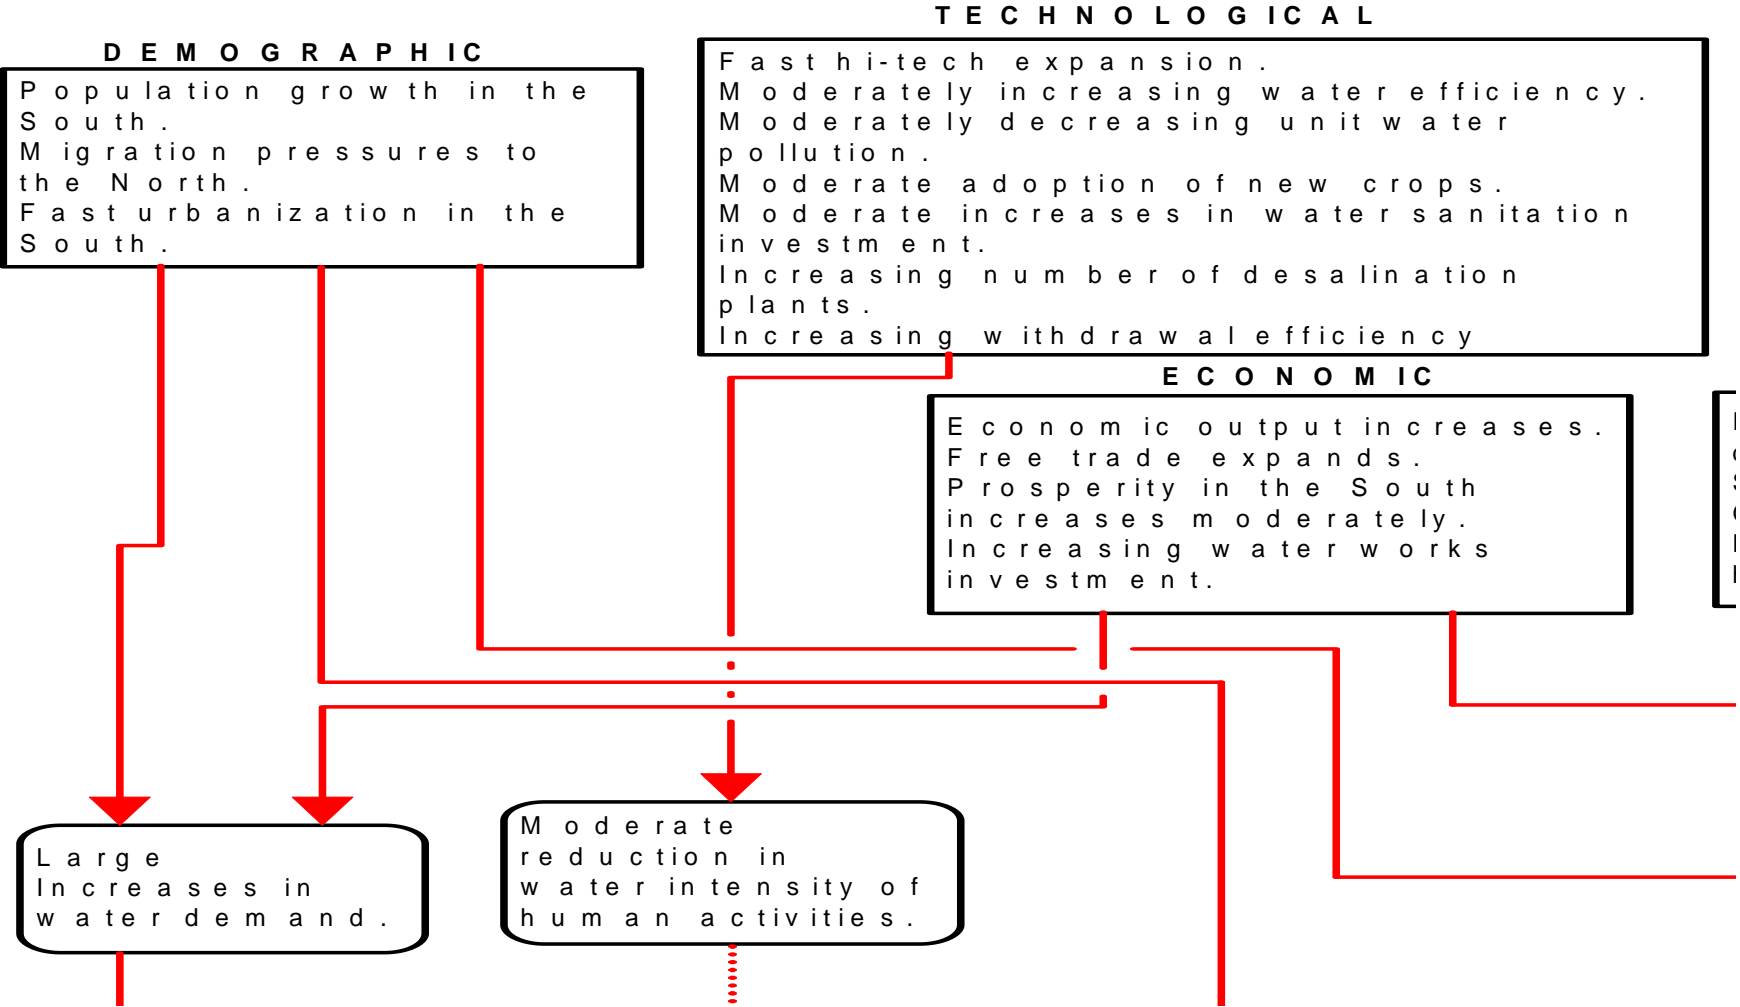 DEMOGRAPHIC
Population growth in the
South.
Migration pressures to
the North.
Fast urbanization in the
South.
TECHNOLOGICAL
Fast hi-tech expansion.
Moderately increasing water efficiency.
Moderately decreasing unit water
pollution.
Moderate adoption of new crops.
Moderate increases in water sanitation
investment.
Increasing number of desalination
plants.
Increasing withdrawal efficiency
ECONOMIC
Economic output increases.
Free trade expands.
Prosperity in the South
increases moderately.
Increasing water works
investment.
Large
Increases in
water demand.
Moderate
reduction in
water intensity of
human activities.